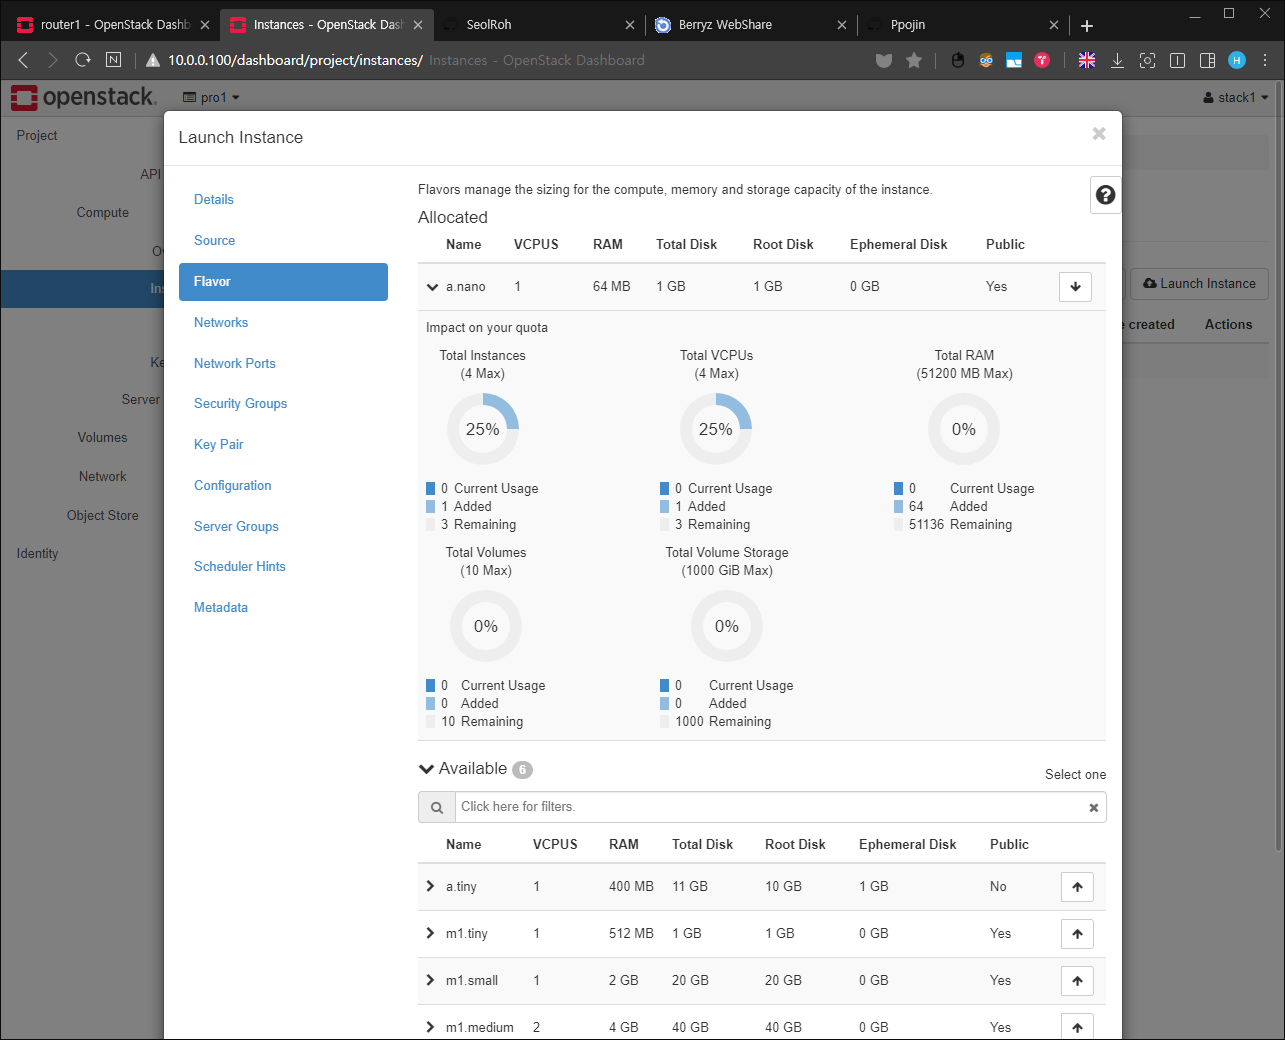 router1 - OpenStack Dashb
Instances - OpenStack Dash
SeolRoh
Berryz WebShare
Ppojin
10.0.0.100/dashboard/project/instances/ Instances - OpenStack Dashboard
openstack.
pro1
stack1
Project
API
Compute
Ov
Ins
Ke
Server
Volumes
Network
Object Store
Identity
Launch Instance
e created Actions
Launch Instance
Details
Source
Flavor
Networks
Network Ports
Security Groups
Key Pair
Configuration
Server Groups
Scheduler Hints
Metadata
Flavors manage the sizing for the compute, memory and storage capacity of the instance.
Allocated
Name VCPUS RAM Total Disk Root Disk Ephemeral Disk Public
a.nano 1 64 MB 1 GB 1 GB 0 GB Yes
Impact on your quota
Total Instances
(4 Max)
25%
0 Current Usage
1 Added
3 Remaining
Total VCPUs
(4 Max)
25%
0 Current Usage
1 Added
3 Remaining
Total RAM
(51200 MB Max)
0%
0 Current Usage
64 Added
51136 Remaining
Total Volumes
(10 Max)
0%
0 Current Usage
0 Added
10 Remaining
Total Volume Storage
(1000 GiB Max)
0%
0 Current Usage
0 Added
1000 Remaining
Available 6
Select one
Click here for filters.
Name VCPUS RAM Total Disk Root Disk Ephemeral Disk Public
a.tiny 1 400 MB 11 GB 10 GB 1 GB No
m1.tiny 1 512 MB 1 GB 1 GB 0 GB Yes
m1.small 1 2 GB 20 GB 20 GB 0 GB Yes
m1.medium 2 4 GB 40 GB 40 GB 0 GB Yes